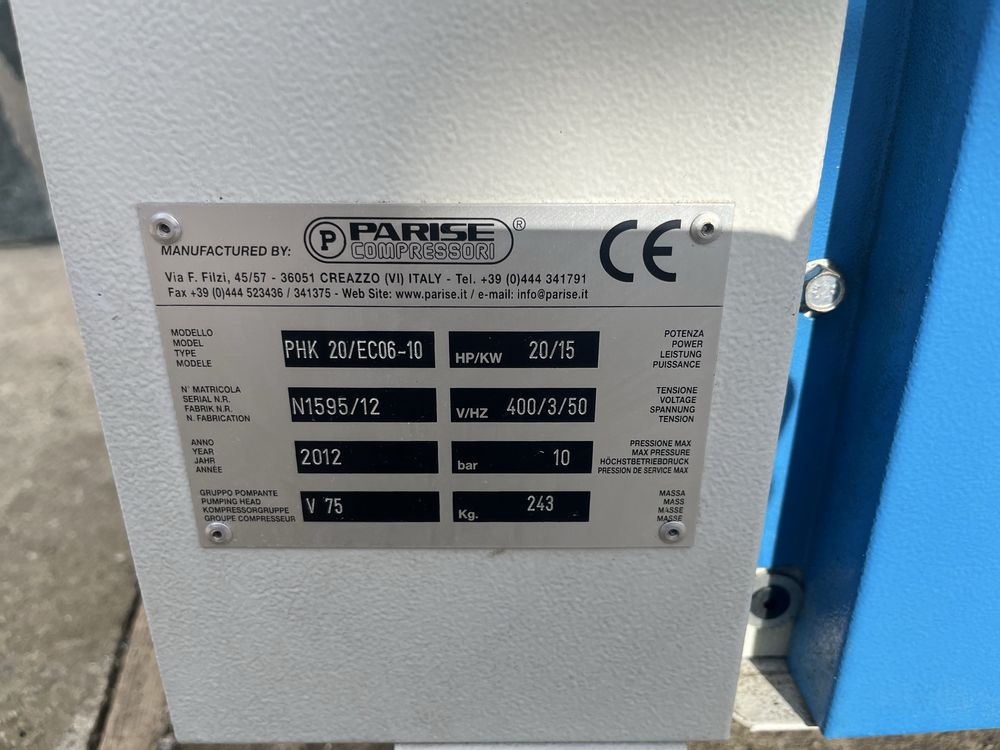 MANUFACTURED BY: P PARISE COMPRESSORI ® CE
Via F. Filzi, 45/57 - 36051 CREAZZO (VI) ITALY - Tel. +39 (0)444 341791
Fax +39 (0)444 523436 / 341375 - Web Site: www.parise.it / e-mail: info@parise.it
MODELLO
MODEL
TYPE
MODELE
PHK 20/EC06-10
HP/KW 20/15
POTENZA
POWER
LEISTUNG
PUISSANCE
N° MATRICOLA
SERIAL N.R.
FABRIK N.R.
N. FABRICATION
N1595/12
V/HZ 400/3/50
TENSIONE
VOLTAGE
SPANNUNG
TENSION
ANNO
YEAR
JAHR
ANNÉE
2012
bar 10
PRESSIONE MAX
MAX PRESSURE
HÖCHSTBETRIEBDRUCK
PRESSION DE SERVICE MAX
GRUPPO POMPANTE
PUMPING HEAD
KOMPRESSORGRUPPE
GROUPE COMPRESSEUR
V 75
Kg. 243
MASSA
MASS
MASSE
MASSE